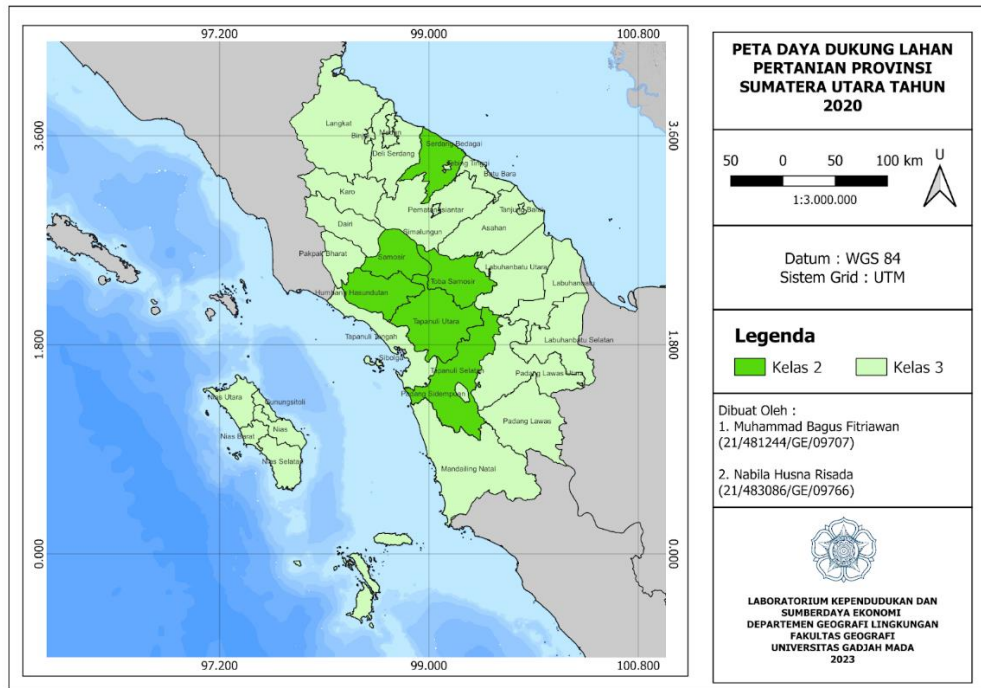 97.200 99.000 100.800
3.600 3.600
1.800 1.800
0.000 0.000
97.200 99.000 100.800
Langkat
Binjai
Medan
Deli Serdang
Serdang Bedagai
Tebing Tinggi
Batu Bara
Karo
Pematangsiantar
Tanjung Balai
Dairi
Simalungun
Asahan
Pakpak Bharat
Samosir
Labuhanbatu Utara
Toba Samosir
Labuhanbatu
Humbang Hasundutan
Tapanuli Utara
Tapanuli Tengah
Labuhanbatu Selatan
Sibolga
Tapanuli Selatan
Padang Lawas Utara
Padang Sidempuan
Nias Utara
Gunungsitoli
Padang Lawas
Nias
Nias Barat
Nias Selatan
Mandailing Natal
PETA DAYA DUKUNG LAHAN
PERTANIAN PROVINSI
SUMATERA UTARA TAHUN
2020
50 0 50 100 km
U
1:3.000.000
Datum : WGS 84
Sistem Grid : UTM
Legenda
Kelas 2 Kelas 3
Dibuat Oleh :
1. Muhammad Bagus Fitriawan
(21/481244/GE/09707)
2. Nabila Husna Risada
(21/483086/GE/09766)
LABORATORIUM KEPENDUDUKAN DAN
SUMBERDAYA EKONOMI
DEPARTEMEN GEOGRAFI LINGKUNGAN
FAKULTAS GEOGRAFI
UNIVERSITAS GADJAH MADA
2023